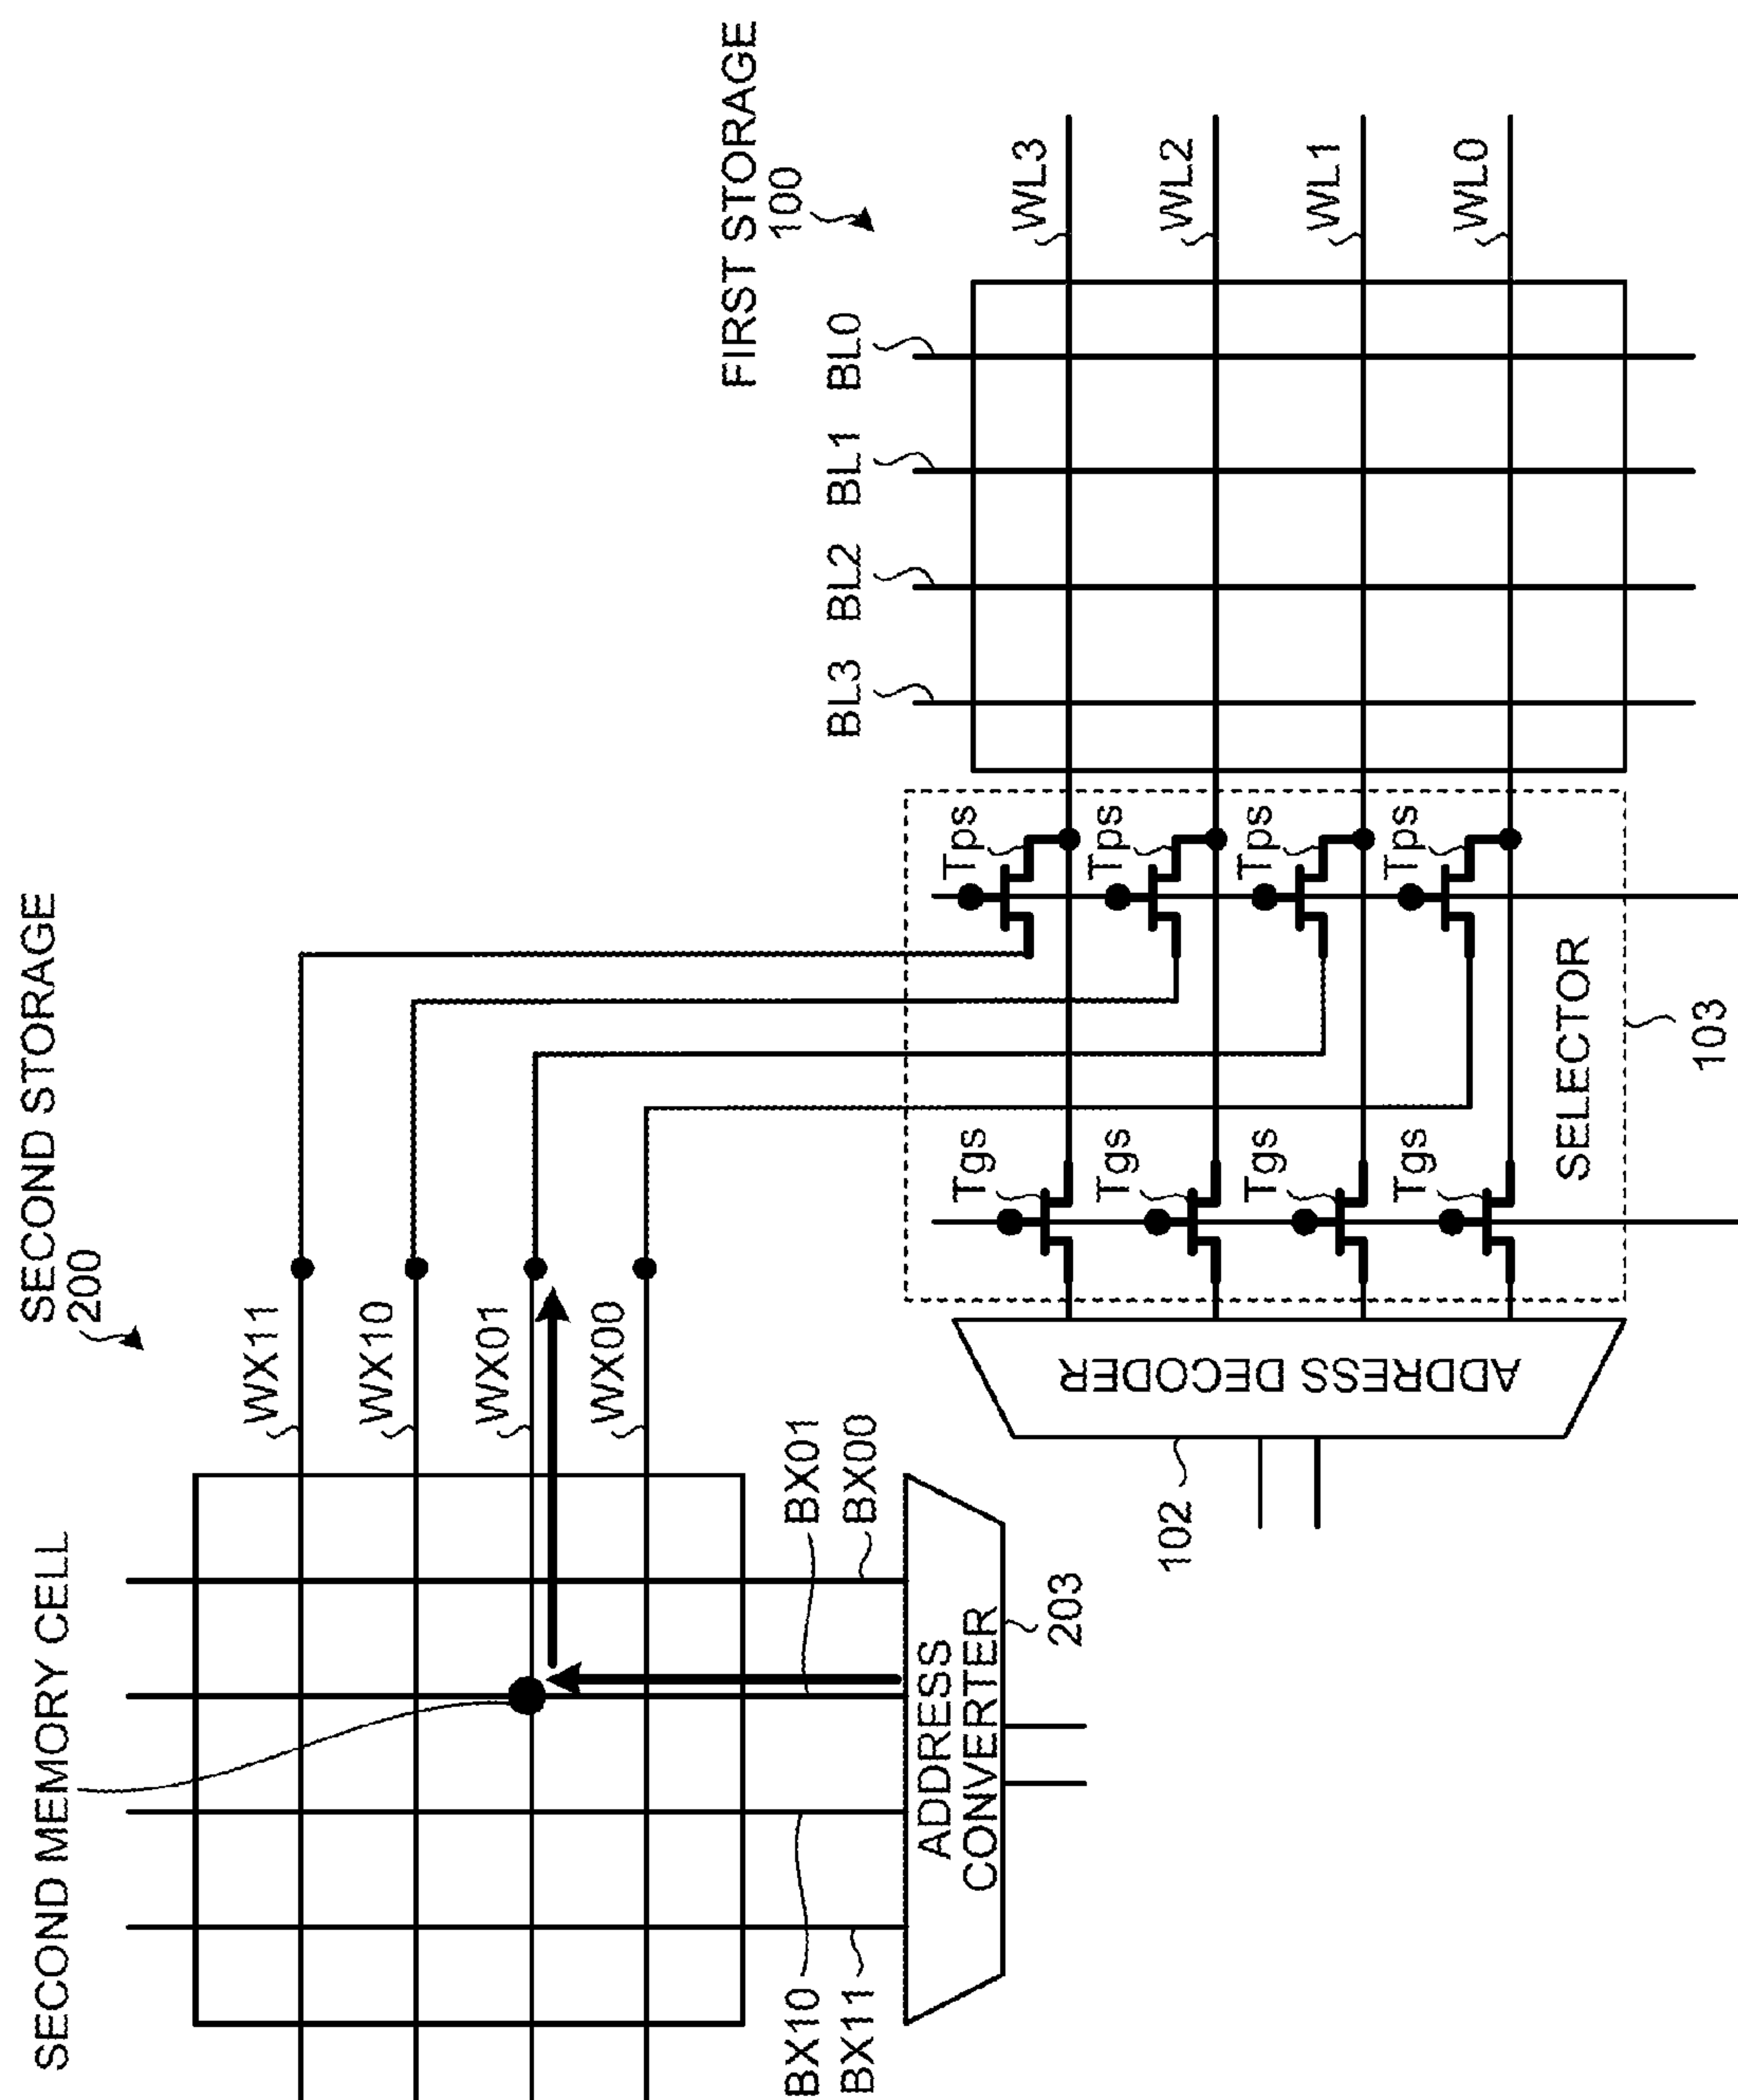 SECOND STORAGE
200
SECOND MEMORY CELL
WX11
WX10
WX01
WX00
BX01
BX00
BX10
BX11
ADDRESS
CONVERTER
203
FIRST STORAGE
100
BL3
BL2
BL1
BL0
WL3
WL2
WL1
WL0
Tps
Tps
Tps
Tps
Tgs
Tgs
Tgs
Tgs
SELECTOR
103
ADDRESS DECODER
102